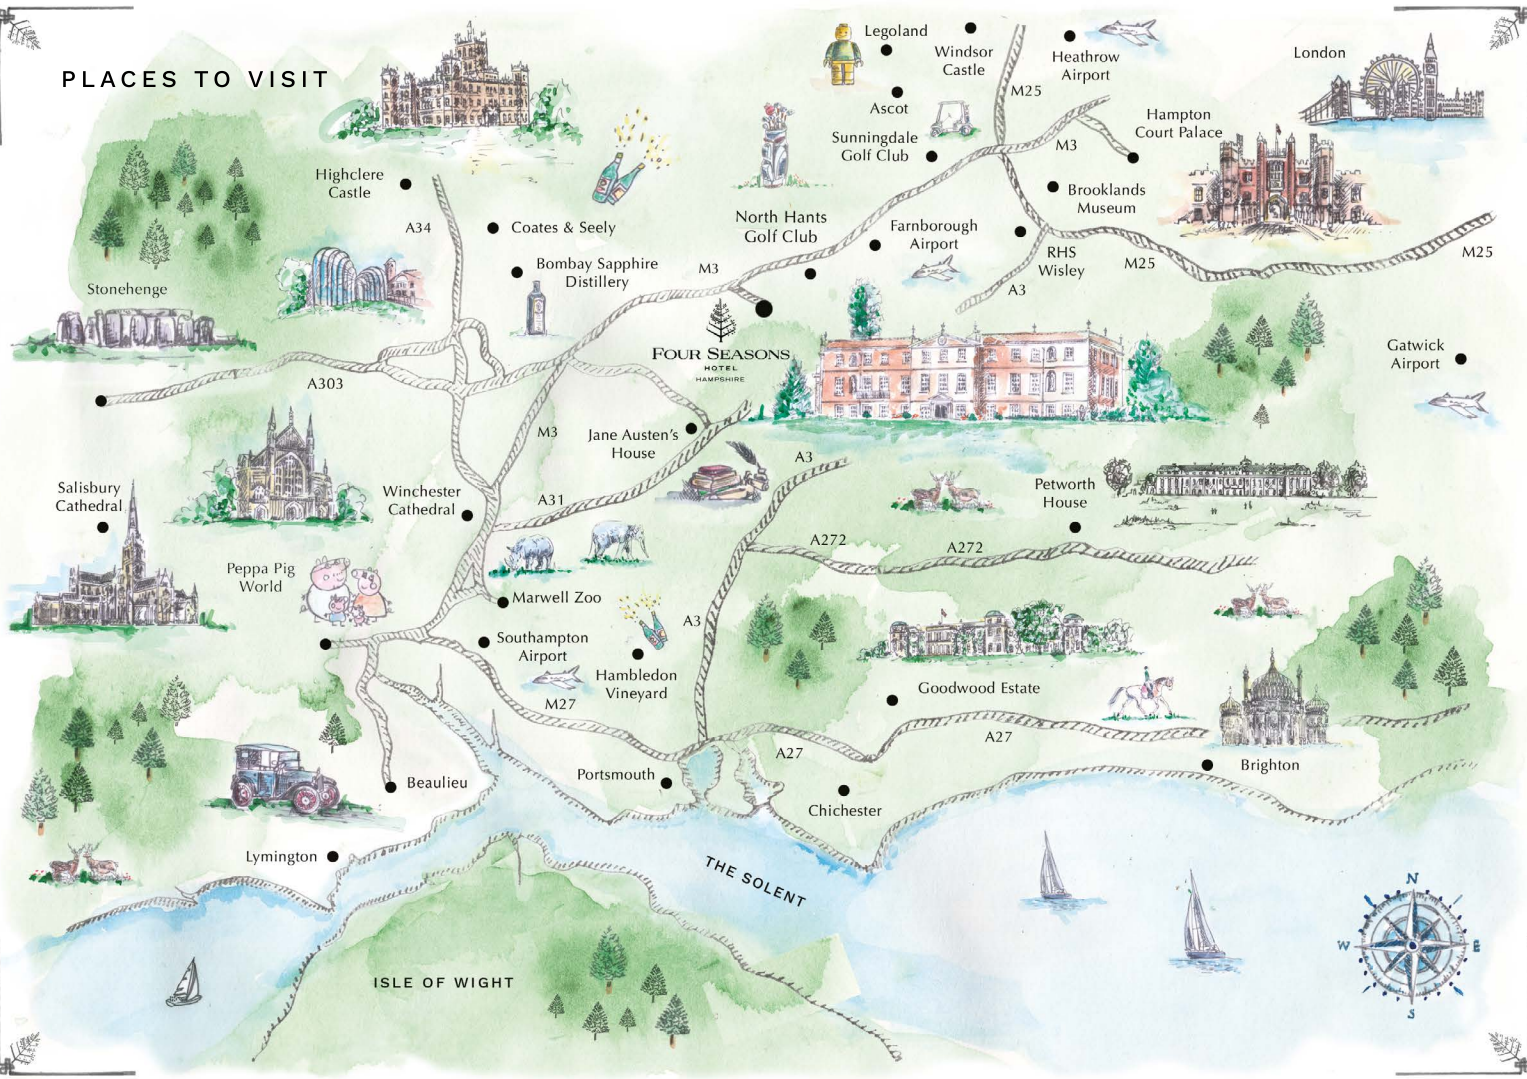 PLACES TO VISIT
Legoland
Windsor
Castle
Heathrow
Airport
London
M25
Ascot
Hampton
Court Palace
Sunningdale
Golf Club
M3
Highclere
Castle
Brooklands
Museum
A34
Coates & Seely
North Hants
Golf Club
Farnborough
Airport
RHS
Wisley
M25
M25
Bombay Sapphire
Distillery
M3
A3
Stonehenge
FOUR SEASONS
HOTEL
HAMPSHIRE
Gatwick
Airport
A303
M3
Jane Austen's
House
A3
Salisbury
Cathedral
Winchester
Cathedral
A31
Petworth
House
A272
A272
Peppa Pig
World
Marwell Zoo
A3
Southampton
Airport
Hambledon
Vineyard
Goodwood Estate
M27
A27
A27
Brighton
Portsmouth
Beaulieu
Chichester
Lymington
THE SOLENT
ISLE OF WIGHT
N
W
E
S